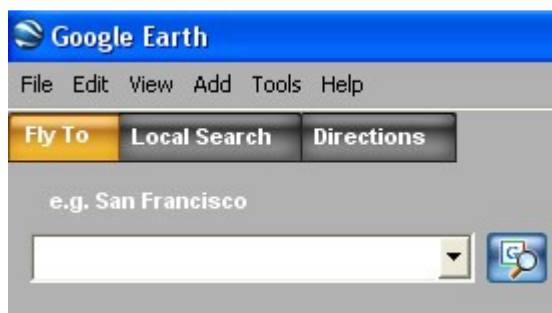 Google Earth
File Edit View Add Tools Help
Fly To Local Search Directions
e.g. San Francisco